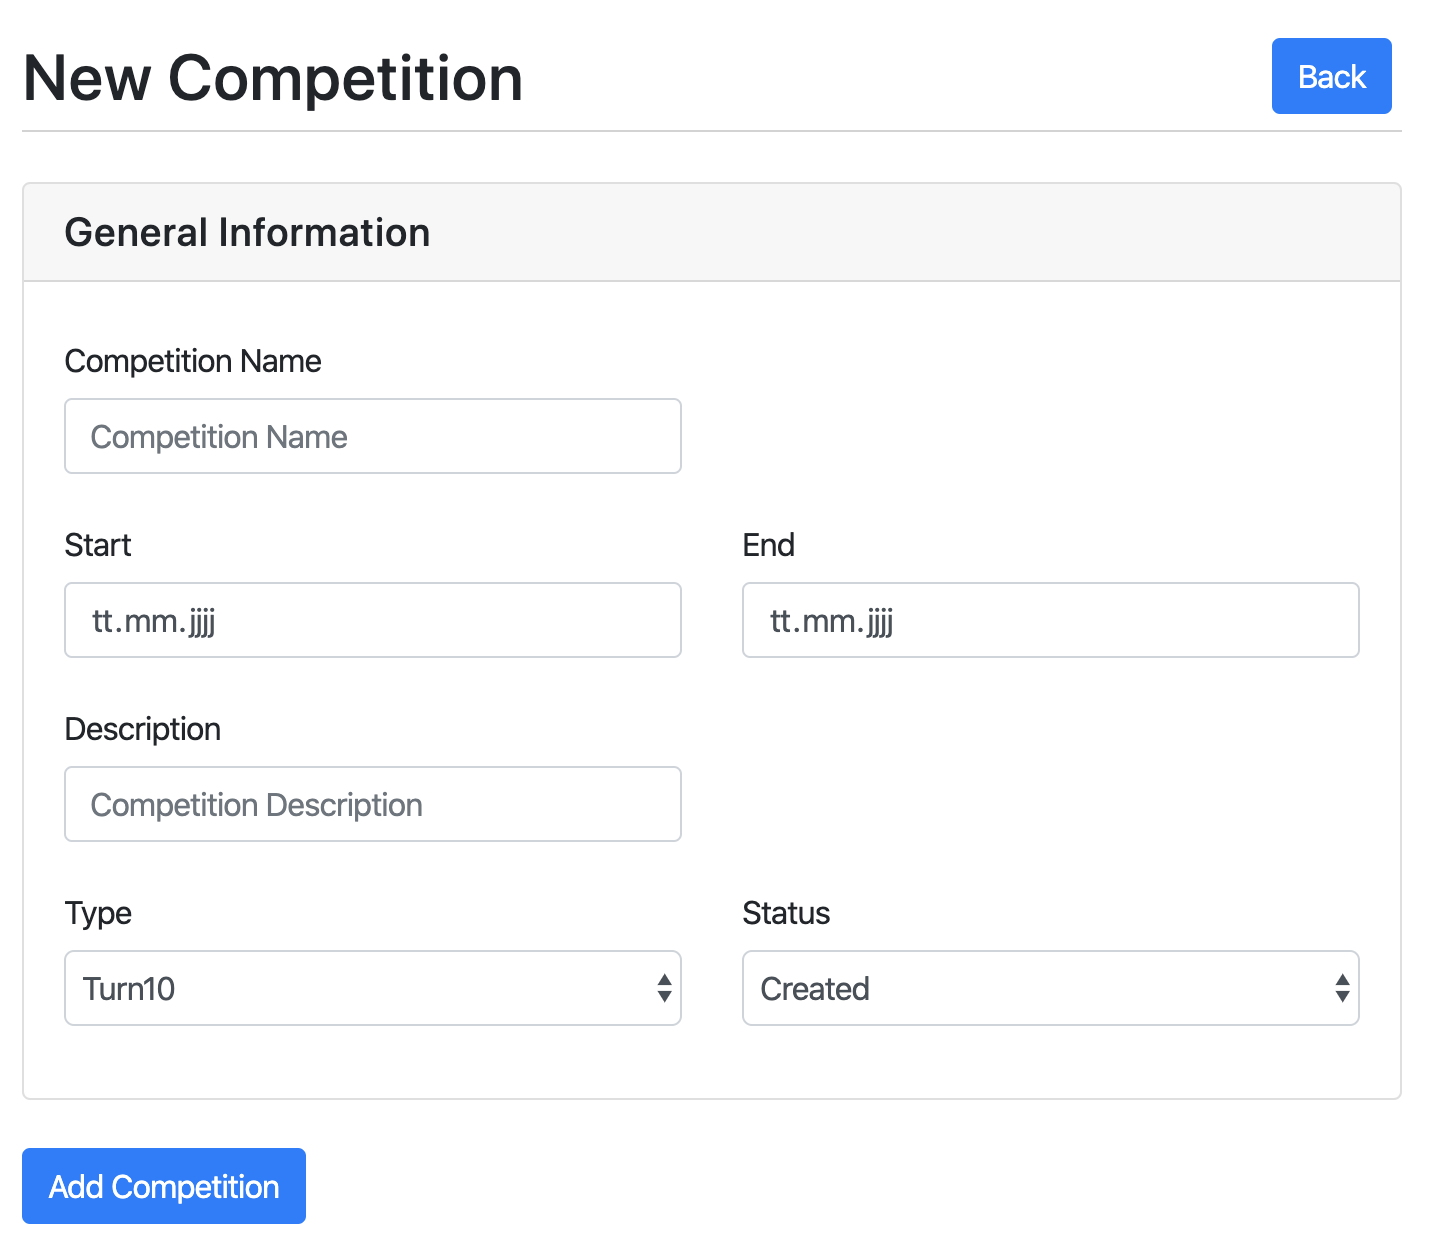 New Competition
Back
General Information
Competition Name
Competition Name
Start
End
tt.mm.jjjj
tt.mm.jjjj
Description
Competition Description
Type
Status
Turn10
Created
Add Competition